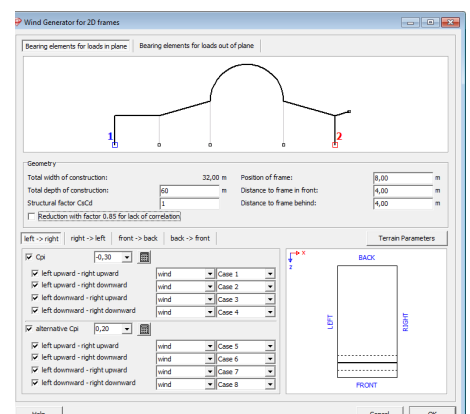 Wind Generator for 2D frames
Bearing elements for loads in plane Bearing elements for loads out of plane
1 2
Geometry
Total width of construction: 32,00 m Position of frame: 8,00 m
Total depth of construction: 60 m Distance to frame in front: 4,00 m
Structural factor CsCd 1 Distance to frame behind: 4,00 m
Reduction with factor 0.85 for lack of correlation
left -> right right -> left front -> back back -> front Terrain Parameters
Cpi -0,30
left upward - right upward wind Case 1
left upward - right downward wind Case 2
left downward - right upward wind Case 3
left downward - right downward wind Case 4
alternative Cpi 0,20
left upward - right upward wind Case 5
left upward - right downward wind Case 6
left downward - right upward wind Case 7
left downward - right downward wind Case 8
x
z
BACK
LEFT
RIGHT
FRONT
Help Cancel OK